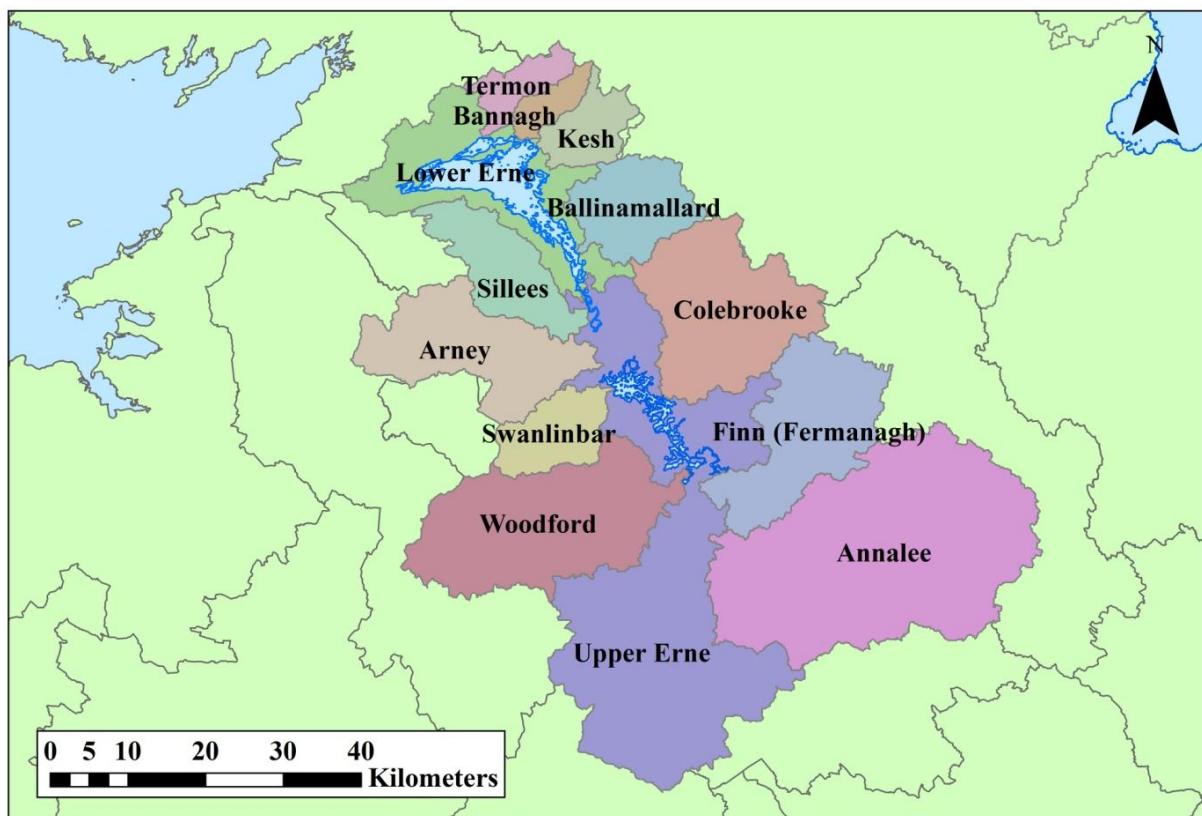 N
Termon
Bannagh
Kesh
Lower Erne
Ballinamallard
Sillees
Colebrooke
Arney
Swanlinbar
Finn (Fermanagh)
Woodford
Annalee
Upper Erne
0 5 10 20 30 40
Kilometers